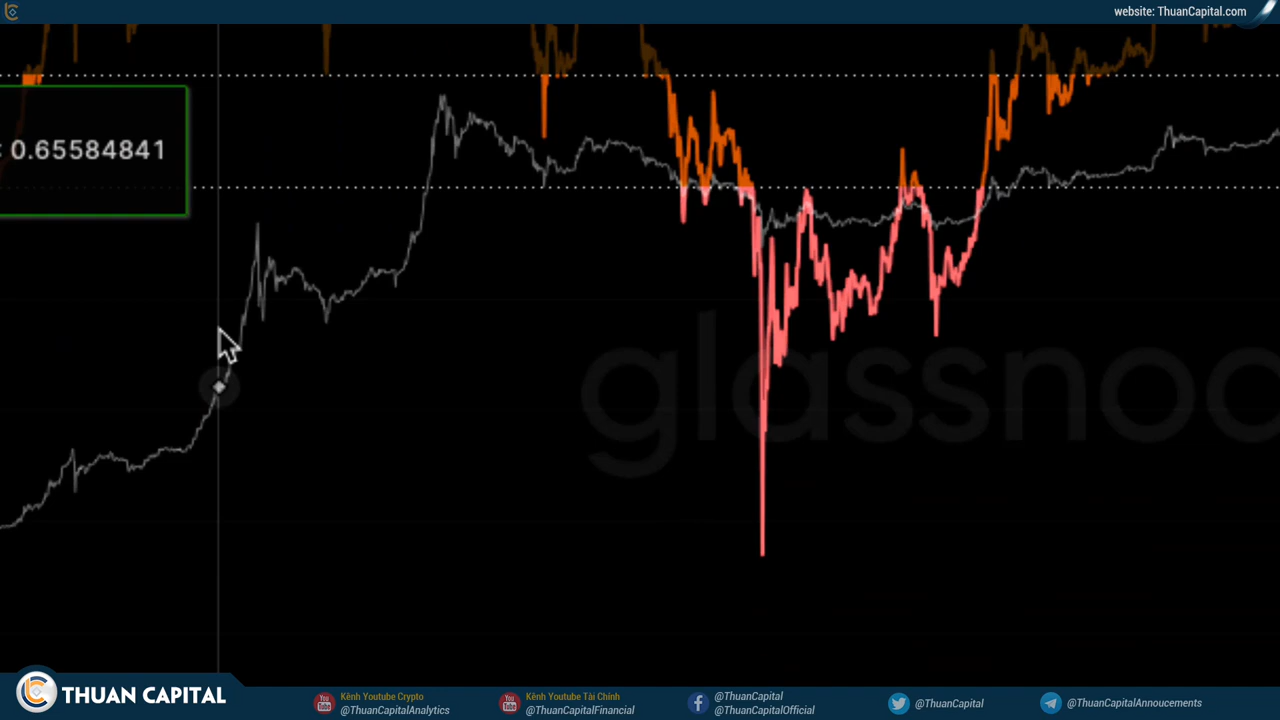 website: ThuanCapital.com
: 0.65584841
glassnod
THUAN CAPITAL
Kênh Youtube Crypto
@ThuanCapitalAnalytics
Kênh Youtube Tài Chính
@ThuanCapitalFinancial
@ThuanCapital
@ThuanCapitalOfficial
@ThuanCapital
@ThuanCapitalAnnoucements